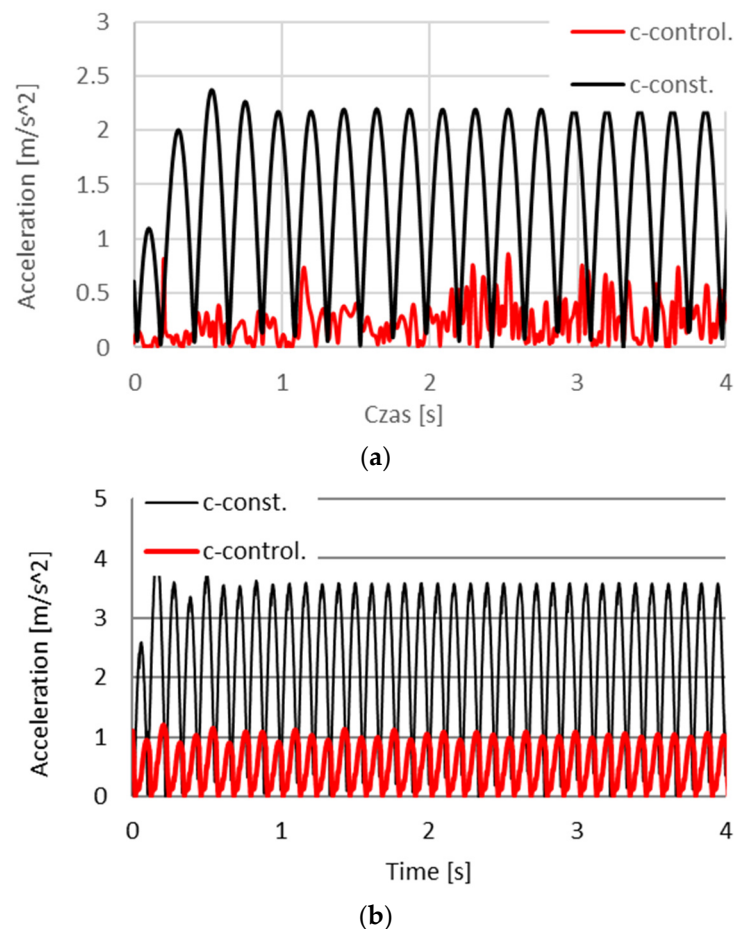 3
c-control.
2.5
c-const.
2
1.5
1
0.5
0
Acceleration [m/s^2]
0 1 2 3 4
Czas [s]
(a)
5
c-const.
4
c-control.
3
2
1
0
Acceleration [m/s^2]
0 1 2 3 4
Time [s]
(b)